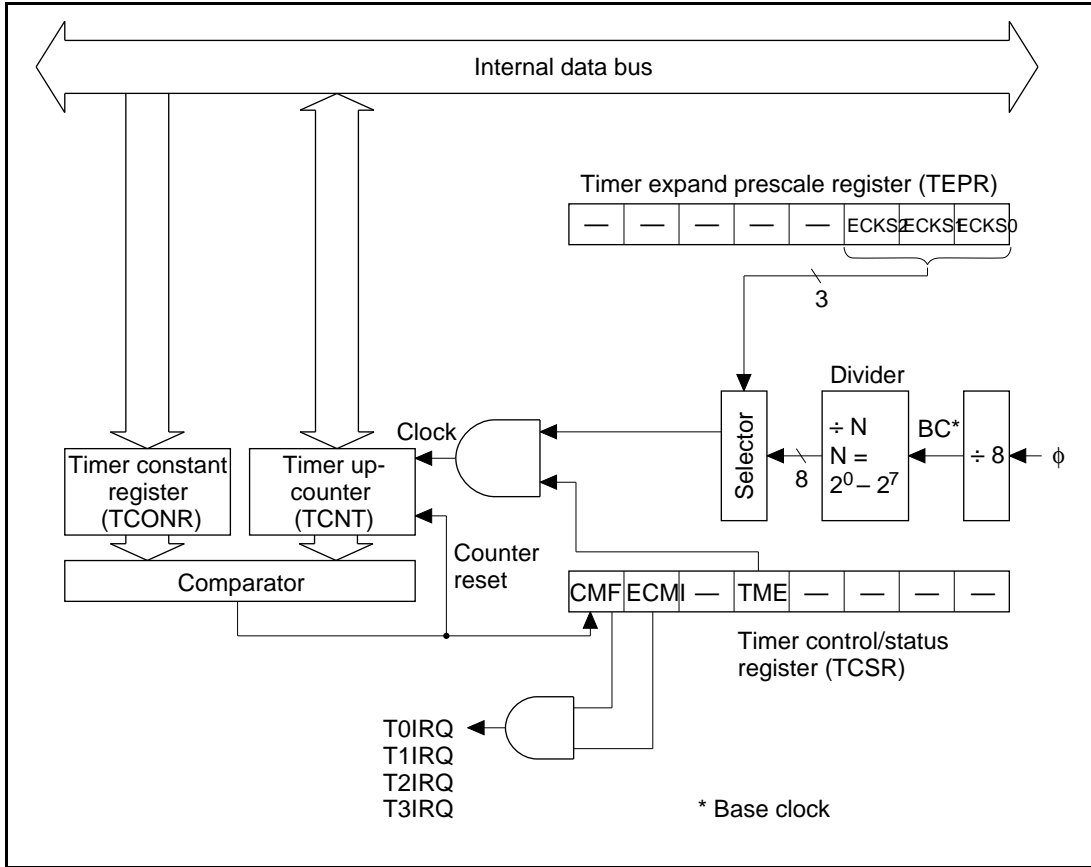 Internal data bus
Timer expand prescale register (TEPR)
— — — — — ECKS2 ECKS1 ECKS0
3
Divider
Selector
÷ N
N =
2⁰ – 2⁷
BC*
÷ 8
ϕ
8
Clock
Timer constant
register
(TCONR)
Timer up-
counter
(TCNT)
Counter
reset
Comparator
CMF ECMI — TME — — — —
Timer control/status
register (TCSR)
T0IRQ
T1IRQ
T2IRQ
T3IRQ
* Base clock